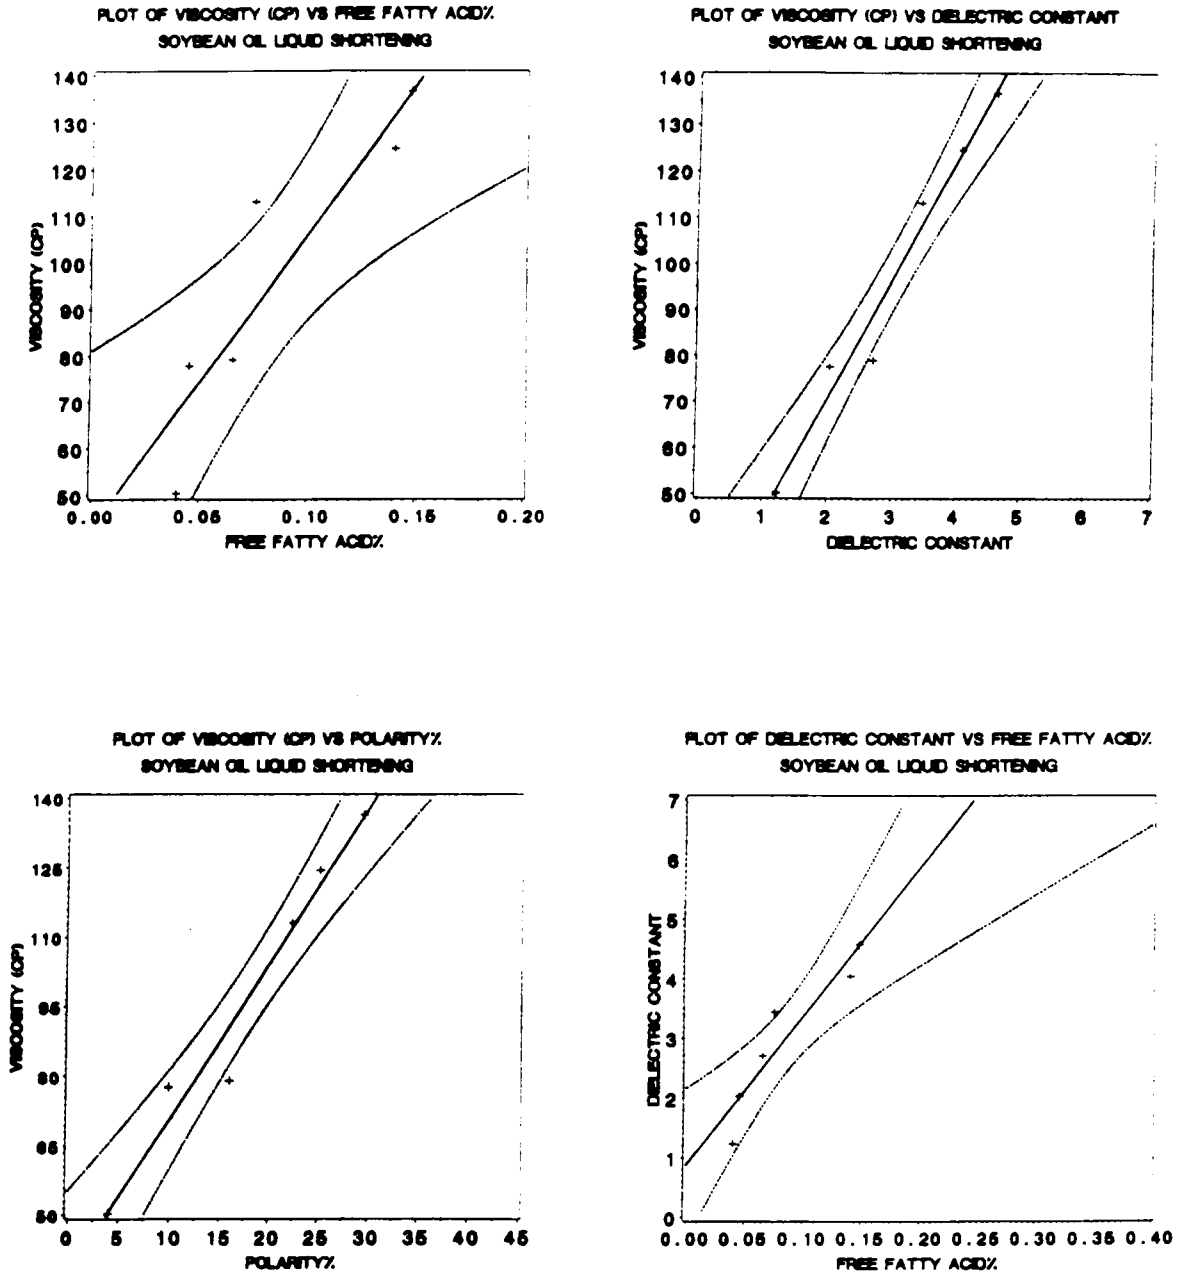 PLOT OF VISCOSITY (CP) VS FREE FATTY ACID%
SOYBEAN OIL LIQUID SHORTENING
140
130
120
110
100
90
80
70
60
50
VISCOSITY (CP)
0.00 0.05 0.10 0.15 0.20
FREE FATTY ACID%
PLOT OF VISCOSITY (CP) VS DIELECTRIC CONSTANT
SOYBEAN OIL LIQUID SHORTENING
140
130
120
110
100
90
80
70
60
50
VISCOSITY (CP)
0 1 2 3 4 5 6 7
DIELECTRIC CONSTANT
PLOT OF VISCOSITY (CP) VS POLARITY%
SOYBEAN OIL LIQUID SHORTENING
140
125
110
95
80
65
50
VISCOSITY (CP)
0 5 10 15 20 25 30 35 40 45
POLARITY%
PLOT OF DIELECTRIC CONSTANT VS FREE FATTY ACID%
SOYBEAN OIL LIQUID SHORTENING
7
6
5
4
3
2
1
0
DIELECTRIC CONSTANT
0.00 0.05 0.10 0.15 0.20 0.25 0.30 0.35 0.40
FREE FATTY ACID%